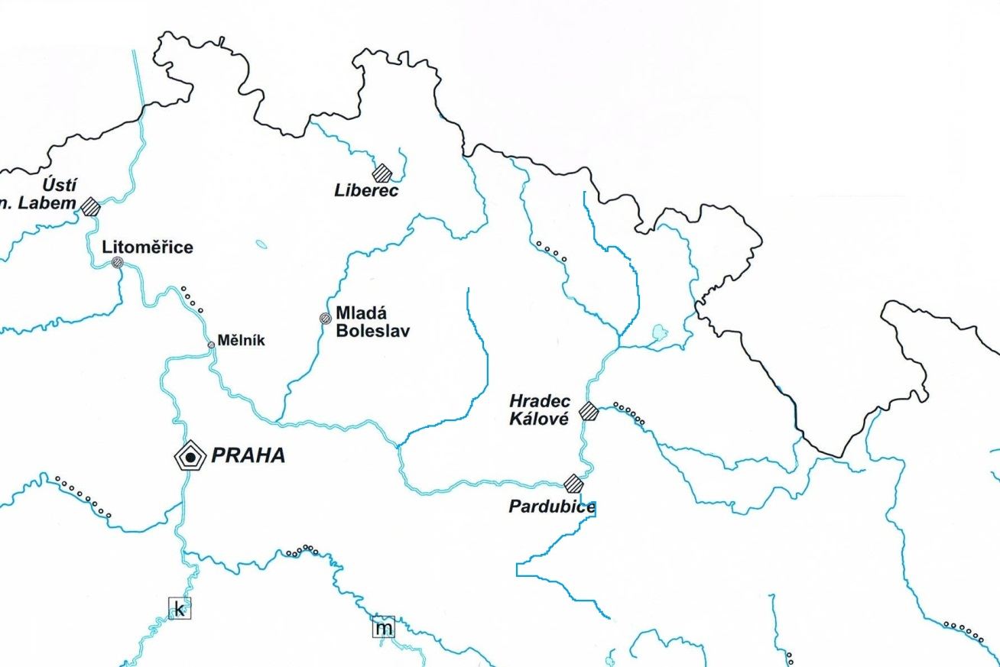 Ústí
n. Labem
Liberec
Litoměřice
Mladá
Boleslav
Mělník
Hradec
Kálové
PRAHA
Pardubice
k
m